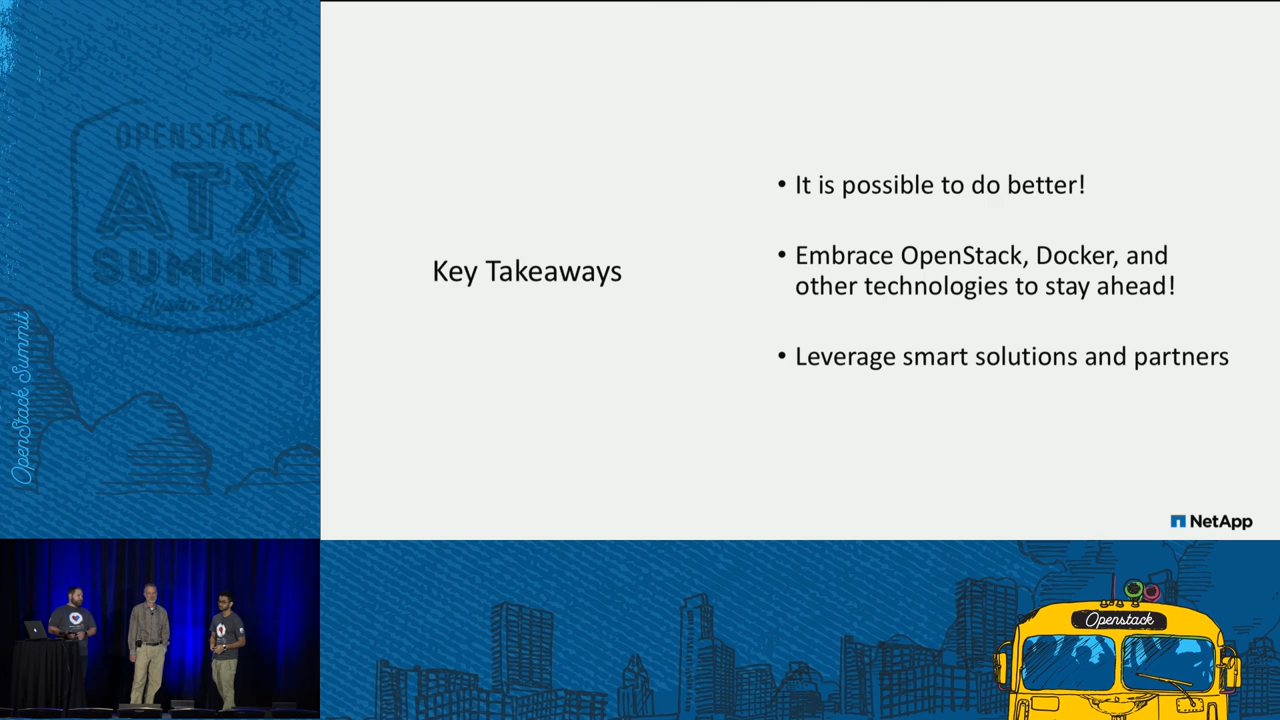 OPENSTACK
ATX
SUMMIT
Austin 2016
OpenStack Summit
Key Takeaways
• It is possible to do better!
• Embrace OpenStack, Docker, and
other technologies to stay ahead!
• Leverage smart solutions and partners
NetApp
Openstack